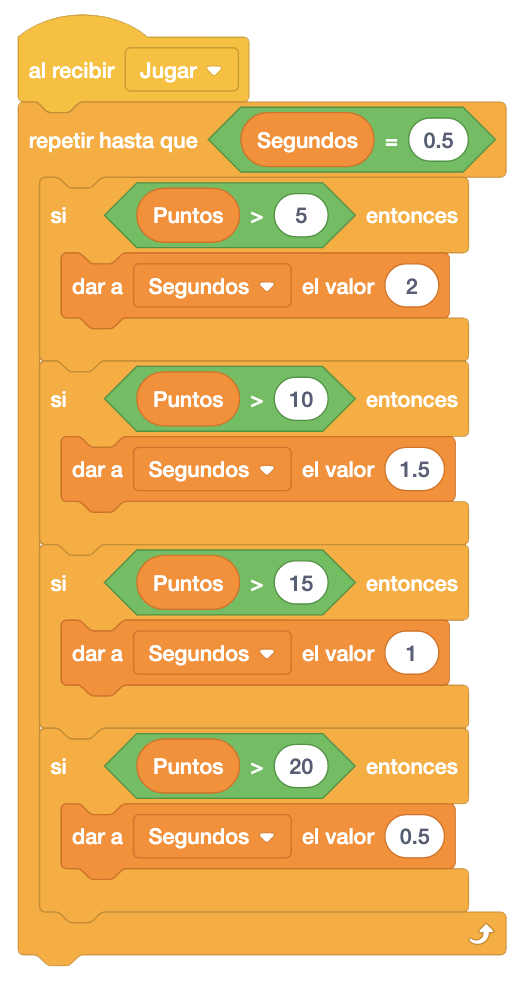 al recibir Jugar
repetir hasta que Segundos = 0.5
si Puntos > 5 entonces
dar a Segundos el valor 2
si Puntos > 10 entonces
dar a Segundos el valor 1.5
si Puntos > 15 entonces
dar a Segundos el valor 1
si Puntos > 20 entonces
dar a Segundos el valor 0.5